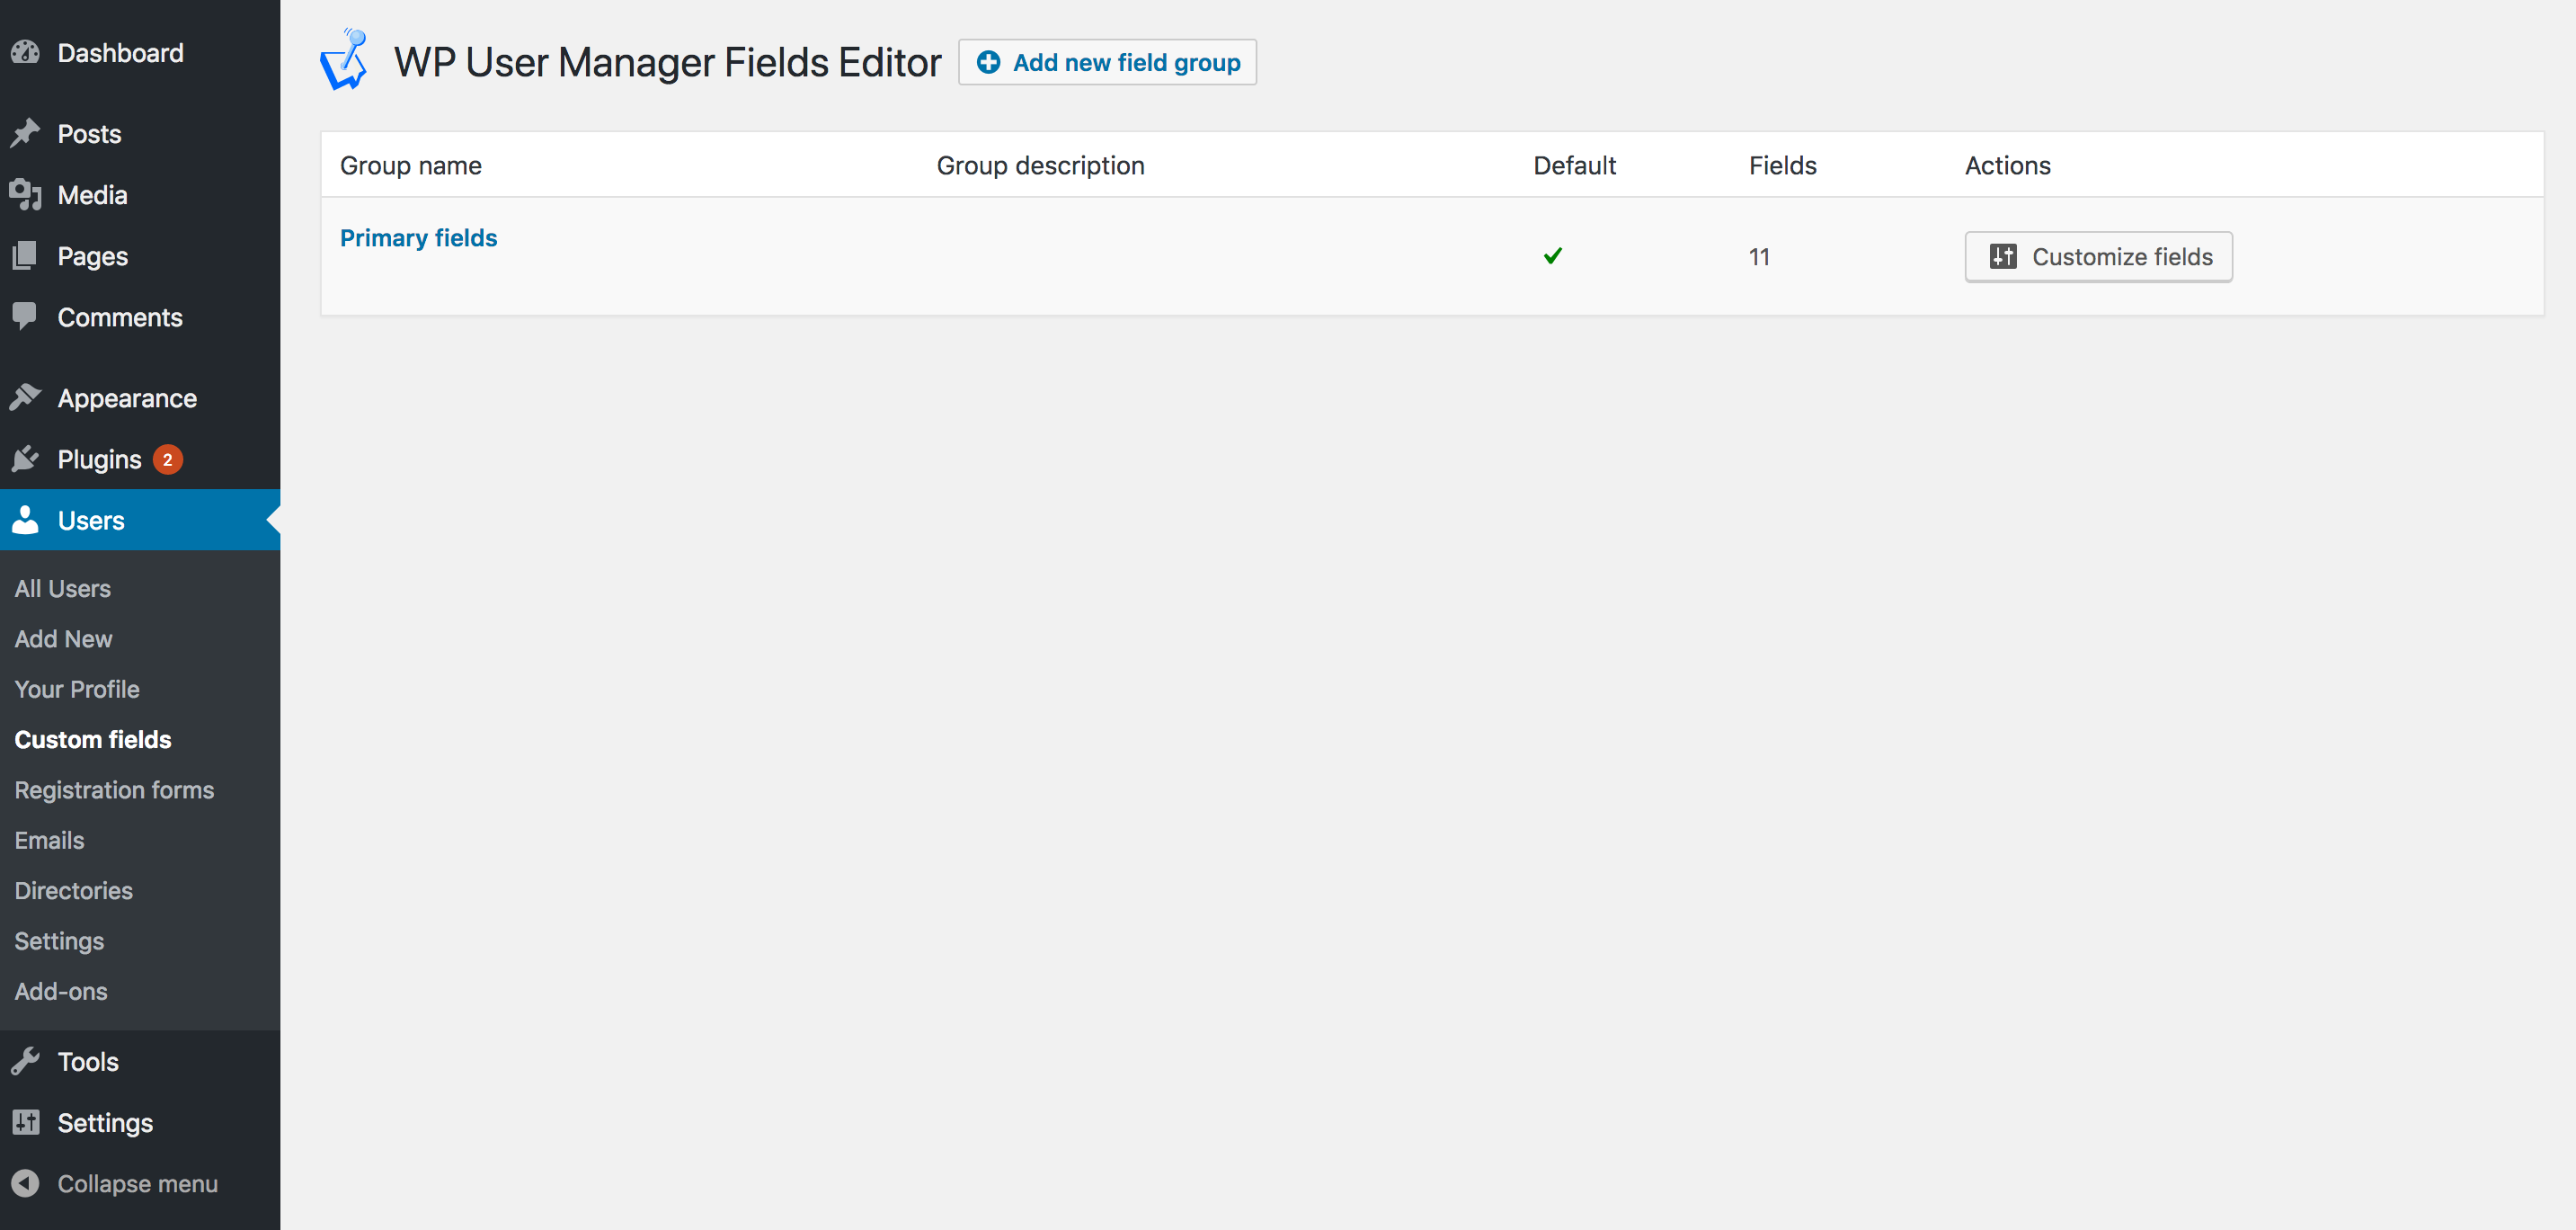 Dashboard
Posts
Media
Pages
Comments
Appearance
Plugins 2
Users
All Users
Add New
Your Profile
Custom fields
Registration forms
Emails
Directories
Settings
Add-ons
Tools
Settings
Collapse menu
WP User Manager Fields Editor Add new field group
Group name Group description Default Fields Actions
Primary fields 11 Customize fields